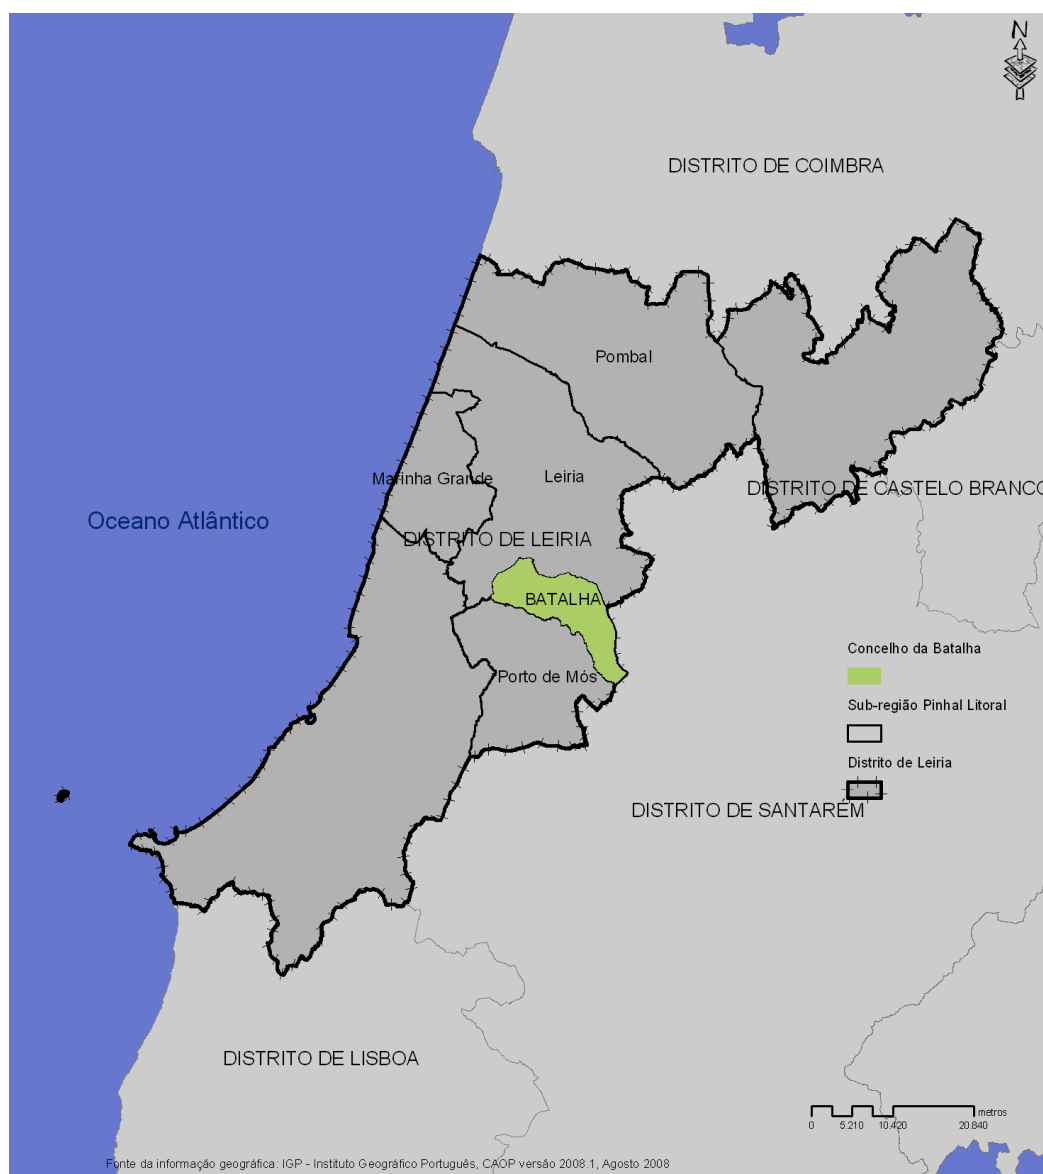 N
DISTRITO DE COIMBRA
Pombal
Marinha Grande
Leiria
DISTRITO DE CASTELO BRANCO
Oceano Atlântico
DISTRITO DE LEIRIA
BATALHA
Porto de Mós
Concelho da Batalha
Sub-região Pinhal Litoral
Distrito de Leiria
DISTRITO DE SANTARÉM
DISTRITO DE LISBOA
metros
0 5.210 10.420 20.840
Fonte da informação geográfica: IGP - Instituto Geográfico Português, CAOP versão 2008.1, Agosto 2008